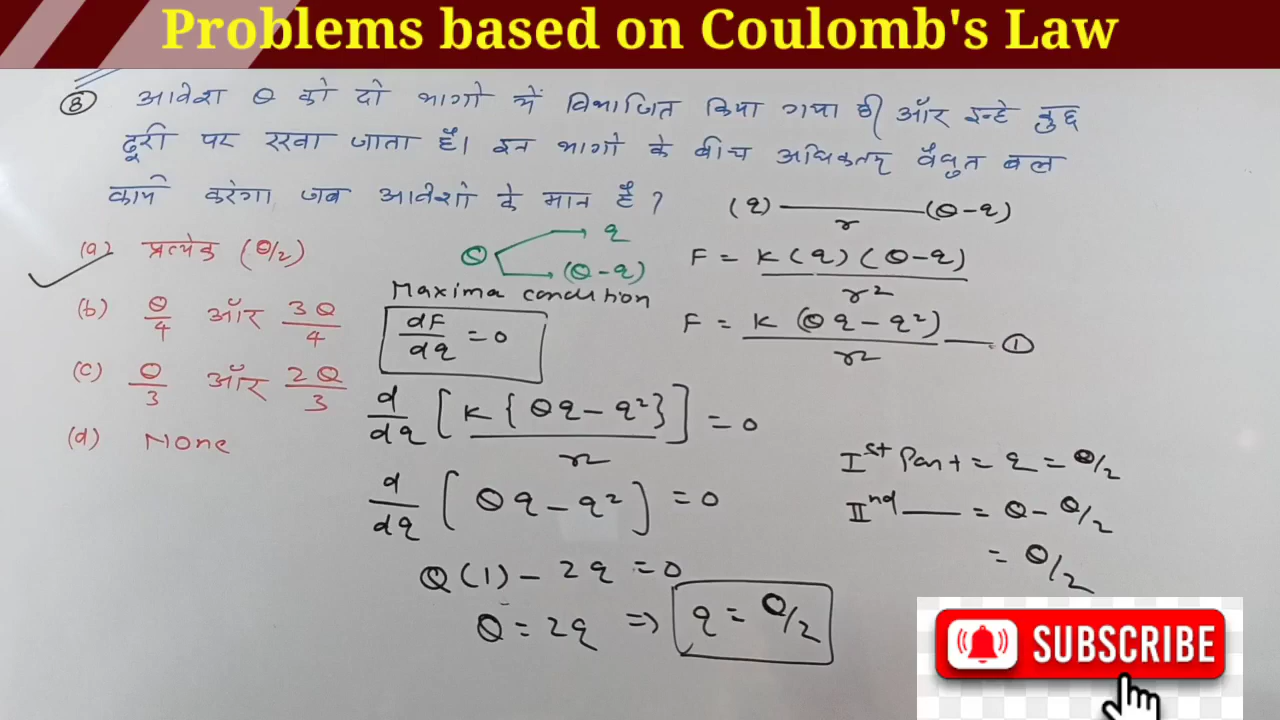 Problems based on Coulomb's Law
(8) आवेश Q को दो भागो में विभाजित किया गया है और इन्हे कुछ
दूरी पर रखा जाता है। इन भागो के बीच अधिकतम वैधुत बल
कार्य करेगा जब आवेशो के मान है ?
(a) प्रत्येक (Q/2)
(b) Q/4 और 3Q/4
(c) Q/3 और 2Q/3
(d) None
Q q
(Q-q)
(q) (Q-q)
r
F = K(q)(Q-q)/r²
F = K(Qq-q²)/r² — ①
Maxima condition
dF/dq = 0
d/dq [K{Qq-q²}/r²] = 0
d/dq [Qq-q²] = 0
Q(1) - 2q = 0
Q = 2q ⇒ q = Q/2
Iˢᵗ Part = q = Q/2
IIⁿᵈ — = Q - Q/2
= Q/2
SUBSCRIBE